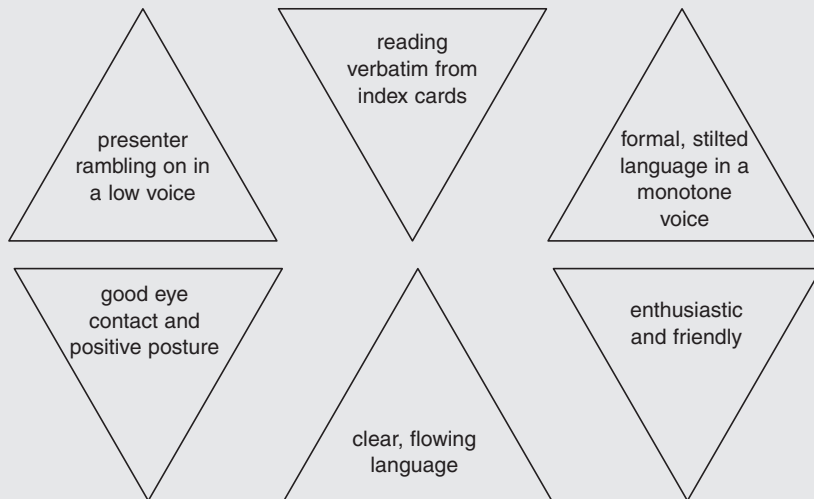 reading
verbatim from
index cards
presenter
rambling on in
a low voice
formal, stilted
language in a
monotone
voice
good eye
contact and
positive posture
clear, flowing
language
enthusiastic
and friendly